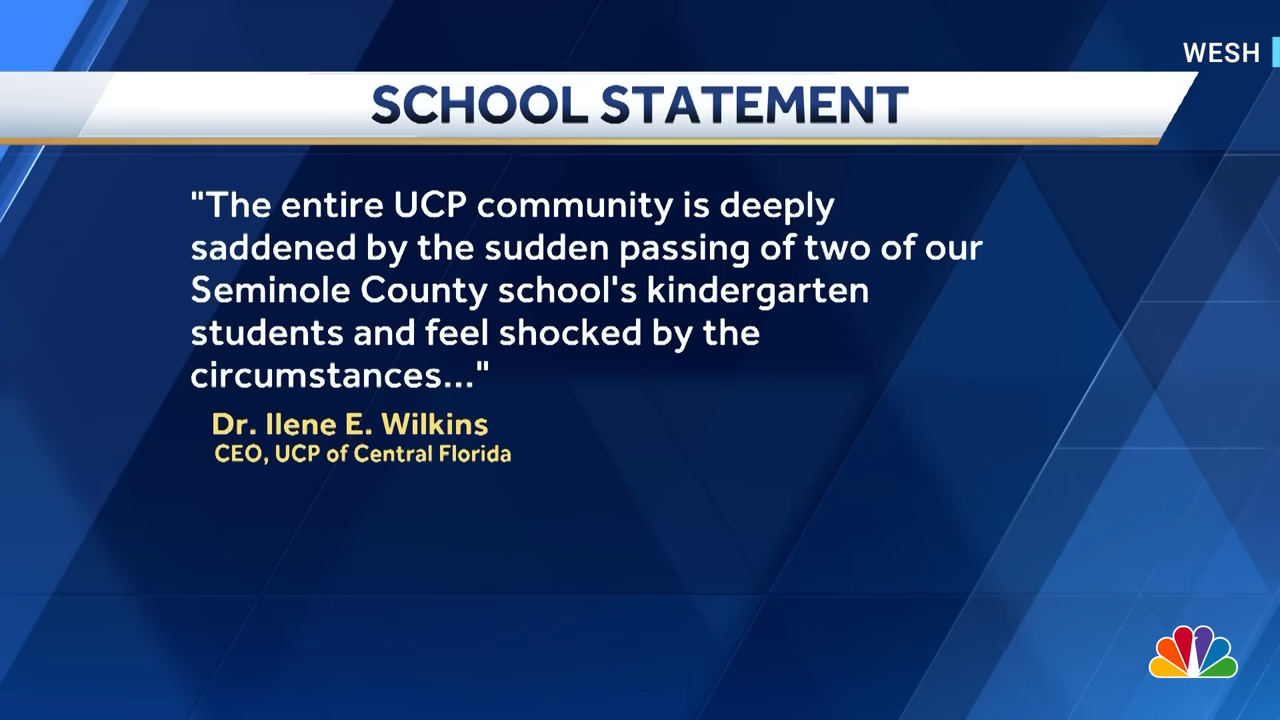 WESH
SCHOOL STATEMENT
"The entire UCP community is deeply
saddened by the sudden passing of two of our
Seminole County school's kindergarten
students and feel shocked by the
circumstances..."
Dr. Ilene E. Wilkins
CEO, UCP of Central Florida